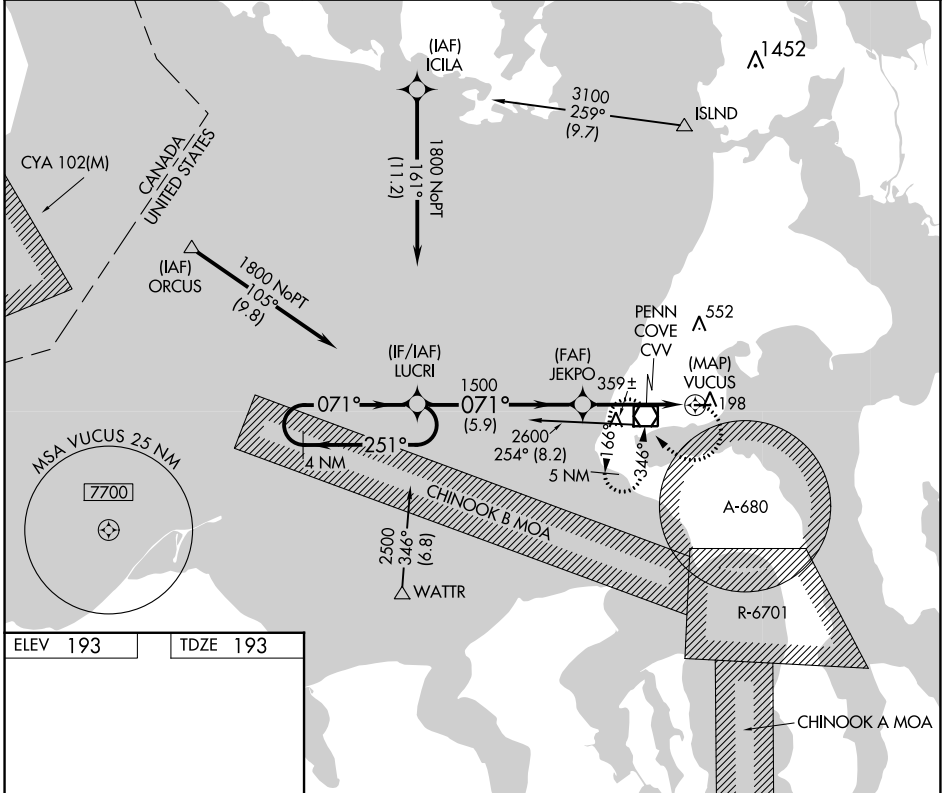 (IAF)
ICILA
1452
3100
259°
(9.7)
ISLND
CYA 102(M)
CANADA
UNITED STATES
1800 NoPT
161°
(11.2)
(IAF)
ORCUS
1800 NoPT
105°
(9.8)
PENN
COVE
CVV
552
(IF/IAF)
LUCRI
(FAF)
JEKPO
359±
(MAP)
VUCUS
198
071°
1500
071°
(5.9)
2600
254° (8.2)
166°
346°
251°
4 NM
5 NM
MSA VUCUS 25 NM
7700
CHINOOK B MOA
A-680
2500
346°
(6.8)
WATTR
R-6701
ELEV 193
TDZE 193
CHINOOK A MOA